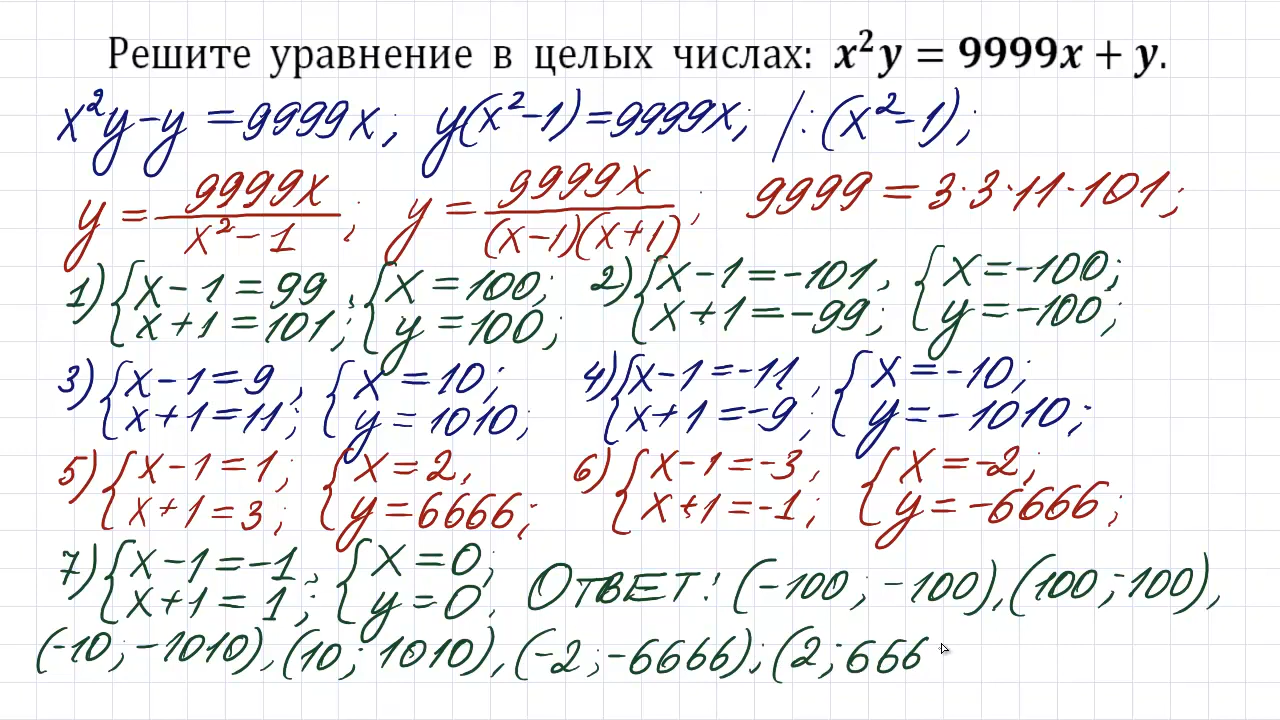 Решите уравнение в целых числах: x²y = 9999x + y.
x²y-y = 9999x; y(x²-1)=9999x; /:(x²-1);
y = 9999x / x²-1; y = 9999x / (x-1)(x+1); 9999 = 3·3·11·101;
1) { x-1=99, x+1=101; { x=100; y=100; 2) { x-1=-101, x+1=-99; { x=-100; y=-100;
3) { x-1=9, x+1=11; { x=10; y=1010; 4) { x-1=-11, x+1=-9; { x=-10; y=-1010;
5) { x-1=1, x+1=3; { x=2, y=6666; 6) { x-1=-3, x+1=-1; { x=-2; y=-6666;
7) { x-1=-1, x+1=1; { x=0; y=0. Ответ: (-100; -100), (100; 100),
(-10; -1010), (10; 1010), (-2; -6666); (2; 666